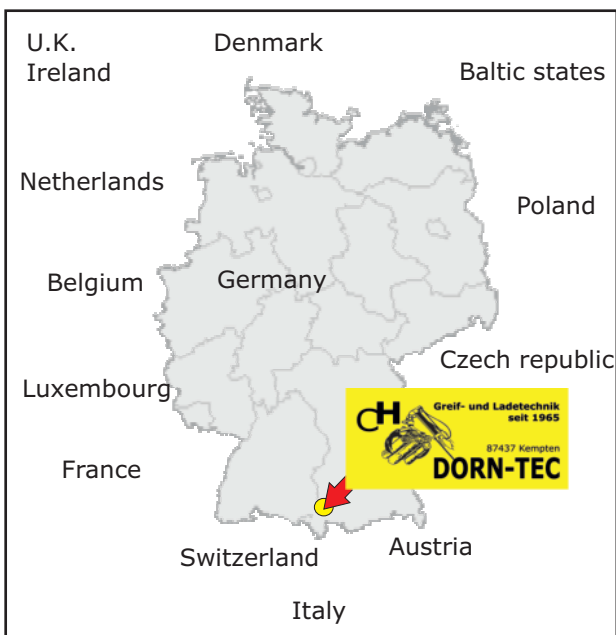 U.K.
Ireland
Denmark
Baltic states
Netherlands
Poland
Belgium
Germany
Czech republic
Luxembourg
CH
Greif- und Ladetechnik
seit 1965
87437 Kempten
DORN-TEC
France
Switzerland
Austria
Italy